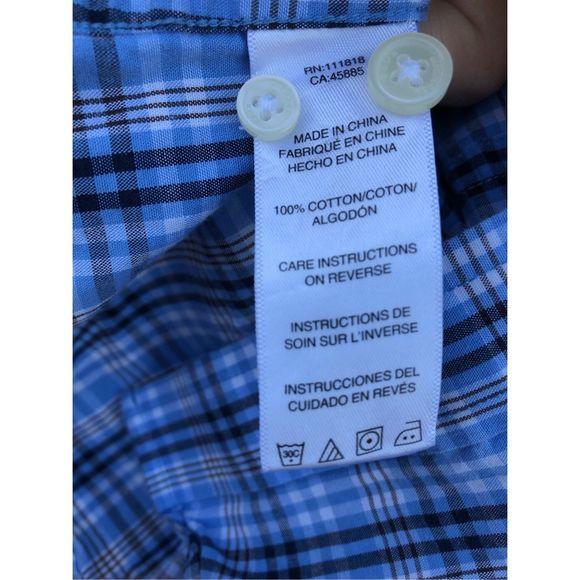 RN:111818
CA:45885
MADE IN CHINA
FABRIQUÉ EN CHINE
HECHO EN CHINA
100% COTTON/COTON/
ALGODÓN
CARE INSTRUCTIONS
ON REVERSE
INSTRUCTIONS DE
SOIN SUR L'INVERSE
INSTRUCCIONES DEL
CUIDADO EN REVÉS
30C